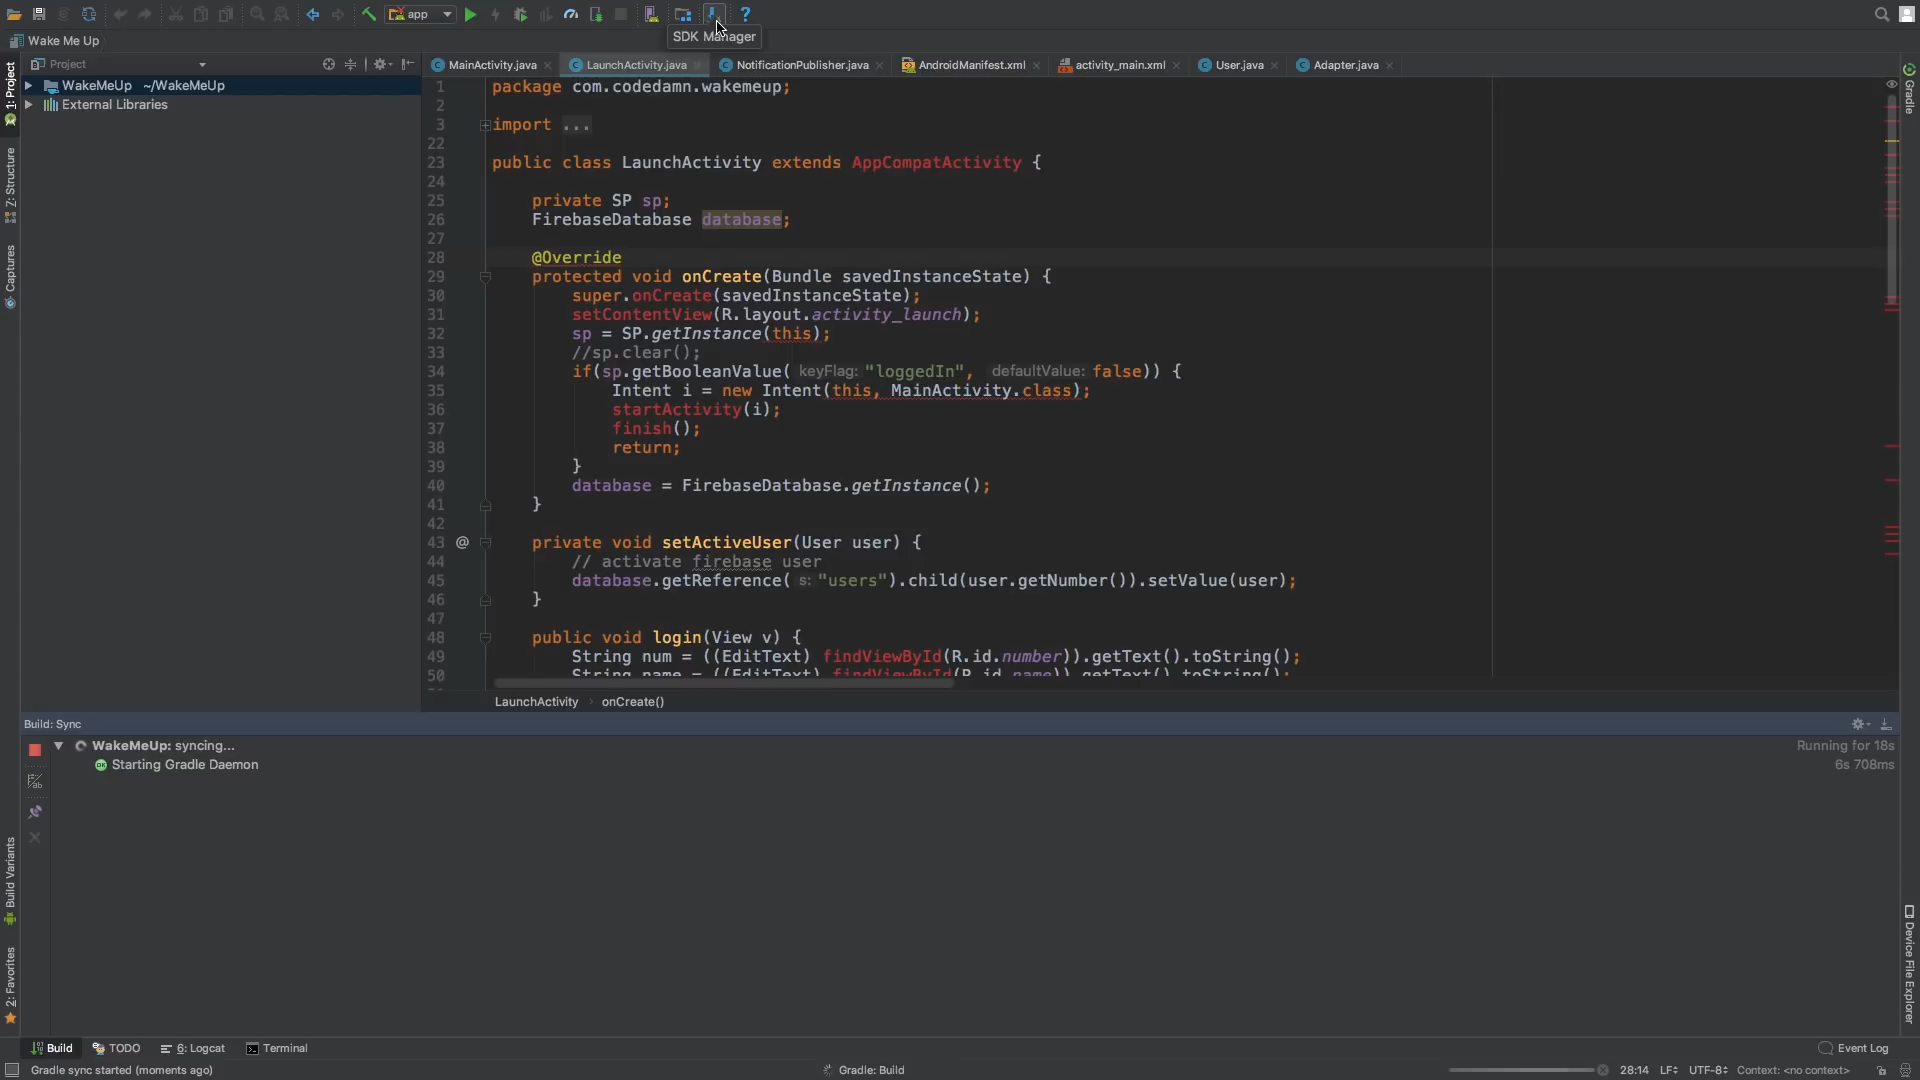 app
SDK Manager
Wake Me Up
Project
MainActivity.java
LaunchActivity.java
NotificationPublisher.java
AndroidManifest.xml
activity_main.xml
User.java
Adapter.java
1: Project
Z: Structure
Captures
Build Variants
2: Favorites
Gradle
Device File Explorer
WakeMeUp ~/WakeMeUp
External Libraries
1 package com.codedamn.wakemeup;
2
3 import ...
22
23 public class LaunchActivity extends AppCompatActivity {
24
25 private SP sp;
26 FirebaseDatabase database;
27
28 @Override
29 protected void onCreate(Bundle savedInstanceState) {
30 super.onCreate(savedInstanceState);
31 setContentView(R.layout.activity_launch);
32 sp = SP.getInstance(this);
33 //sp.clear();
34 if(sp.getBooleanValue( keyFlag: "loggedIn", defaultValue: false)) {
35 Intent i = new Intent(this, MainActivity.class);
36 startActivity(i);
37 finish();
38 return;
39 }
40 database = FirebaseDatabase.getInstance();
41 }
42
43 @ private void setActiveUser(User user) {
44 // activate firebase user
45 database.getReference( s: "users").child(user.getNumber()).setValue(user);
46 }
47
48 public void login(View v) {
49 String num = ((EditText) findViewById(R.id.number)).getText().toString();
50 String name = ((EditText) findViewById(R.id.name)).getText().toString();
LaunchActivity › onCreate()
Build: Sync
WakeMeUp: syncing... Running for 18s
Starting Gradle Daemon 6s 708ms
Build
TODO
6: Logcat
Terminal
Event Log
Gradle sync started (moments ago)
Gradle: Build
28:14 LF UTF-8 Context: <no context>